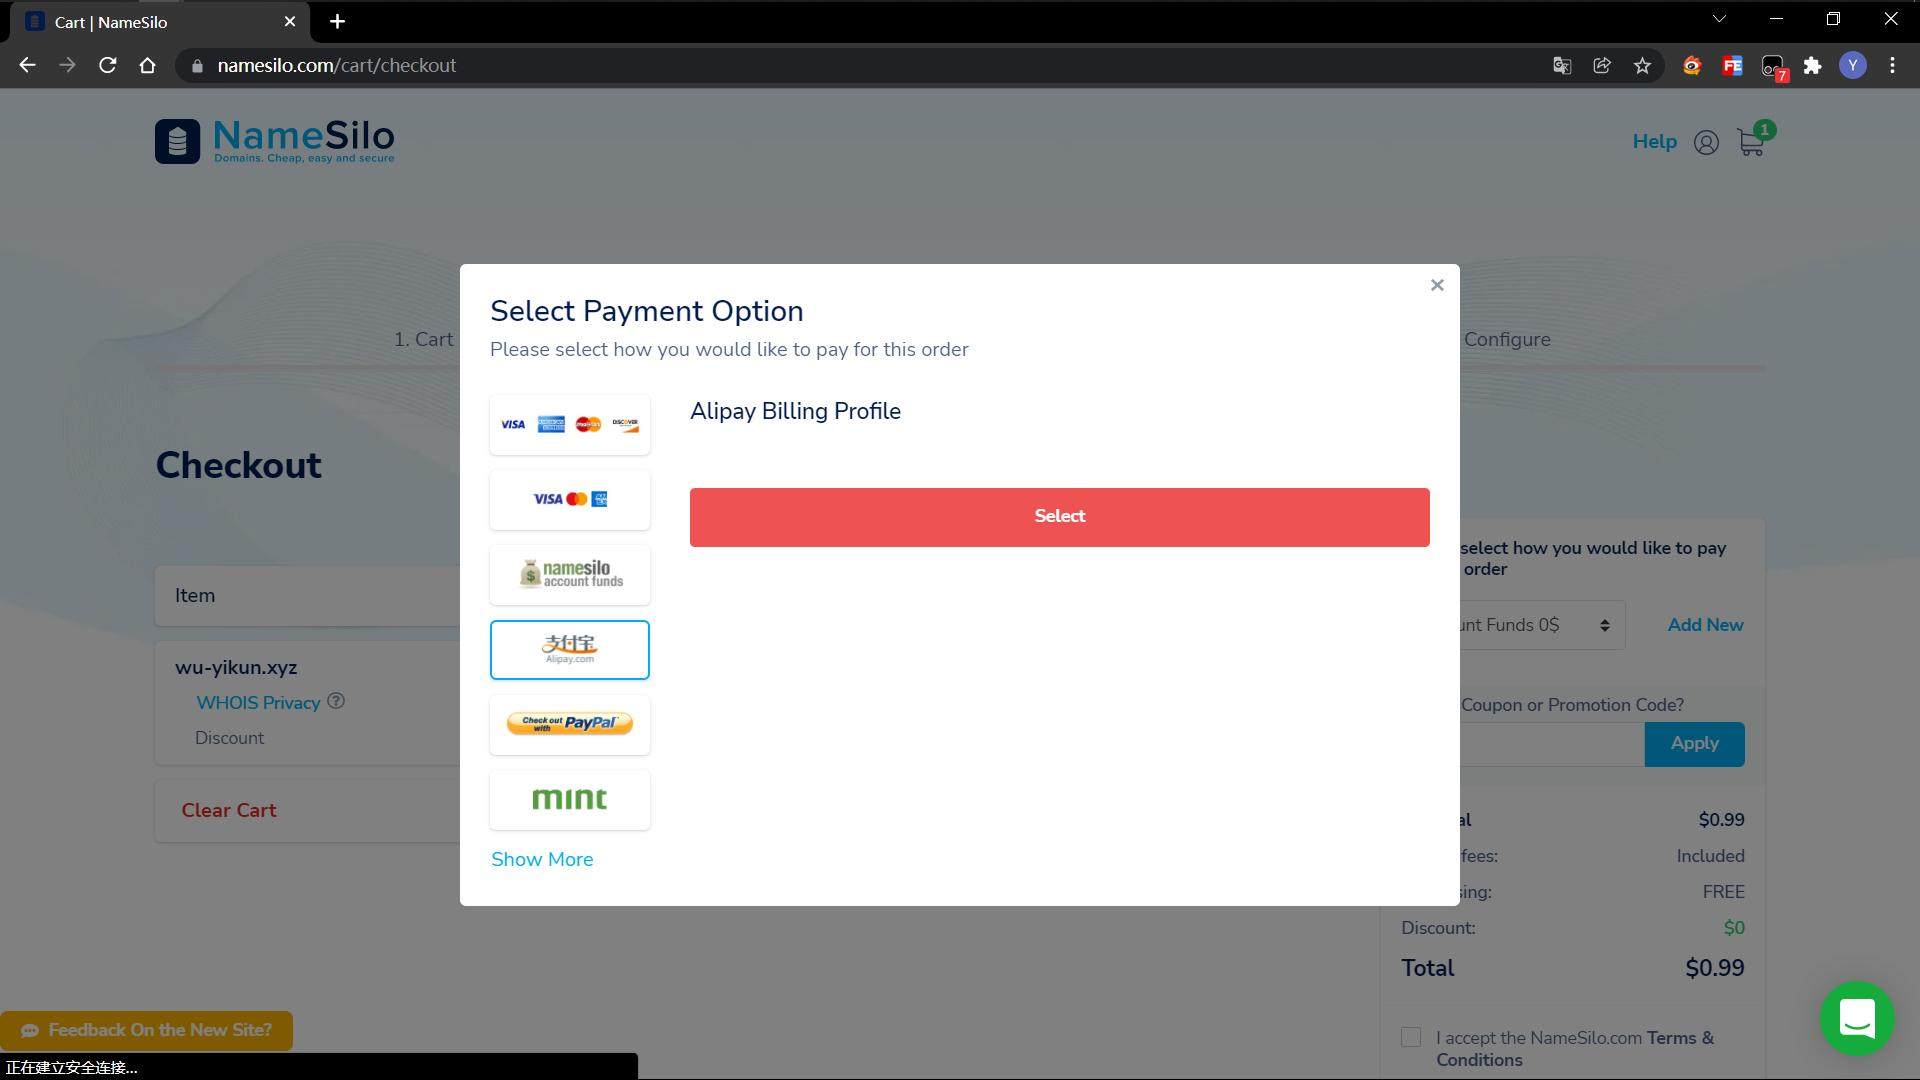 Cart | NameSilo
namesilo.com/cart/checkout
7
Y
NameSilo
Domains. Cheap, easy and secure
Help
1
1. Cart
Configure
Select Payment Option
Please select how you would like to pay for this order
VISA
DISCOVER
VISA
namesilo
account funds
支付宝
Alipay.com
Check out with PayPal
mint
Show More
Alipay Billing Profile
Select
Checkout
Item
wu-yikun.xyz
WHOIS Privacy
Discount
Clear Cart
select how you would like to pay
order
unt Funds 0$
Add New
Coupon or Promotion Code?
Apply
al $0.99
fees: Included
sing: FREE
Discount: $0
Total $0.99
I accept the NameSilo.com Terms &
Conditions
Feedback On the New Site?
正在建立安全连接...